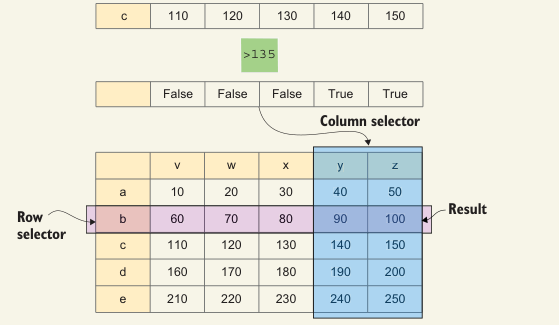 c 110 120 130 140 150
>135
False False False True True
Column selector
v w x y z
a 10 20 30 40 50
Row selector
b 60 70 80 90 100
Result
c 110 120 130 140 150
d 160 170 180 190 200
e 210 220 230 240 250